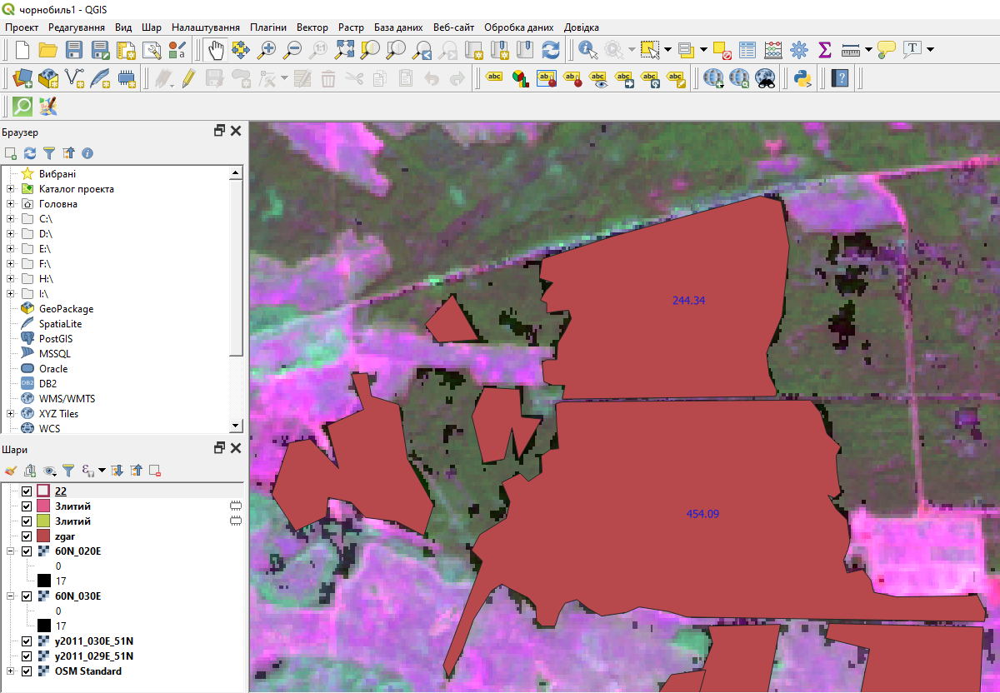 чорнобиль1 - QGIS
Проект Редагування Вид Шар Налаштування Плагіни Вектор Растр База даних Веб-сайт Обробка даних Довідка
Браузер
Вибрані
Каталог проекта
Головна
C:\
D:\
E:\
F:\
H:\
I:\
GeoPackage
SpatiaLite
PostGIS
MSSQL
Oracle
DB2
WMS/WMTS
XYZ Tiles
WCS
Шари
22
Злитий
Злитий
zgar
60N_020E
0
17
60N_030E
0
17
y2011_030E_51N
y2011_029E_51N
OSM Standard
244.34
454.09